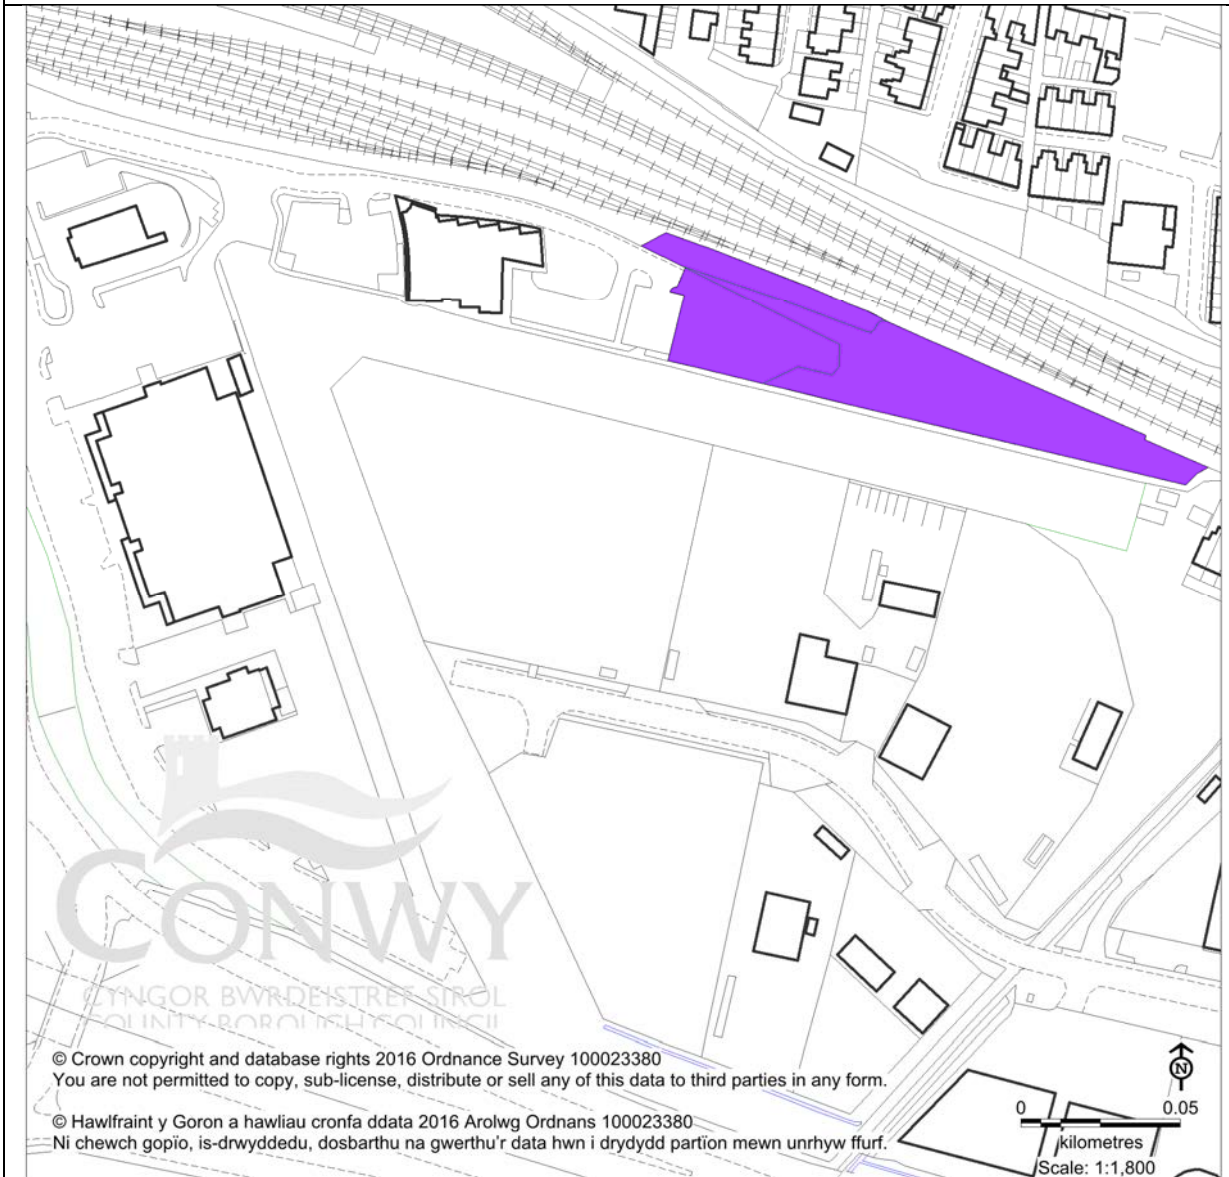 CONWY
CYNGOR BWRDEISTREF SIROL
COUNTY BOROUGH COUNCIL
© Crown copyright and database rights 2016 Ordnance Survey 100023380
You are not permitted to copy, sub-license, distribute or sell any of this data to third parties in any form.
© Hawlfraint y Goron a hawliau cronfa ddata 2016 Arolwg Ordnans 100023380
Ni chewch gopïo, is-drwyddedu, dosbarthu na gwerthu'r data hwn i drydydd partïon mewn unrhyw ffurf.
N
0 0.05
kilometres
Scale: 1:1,800